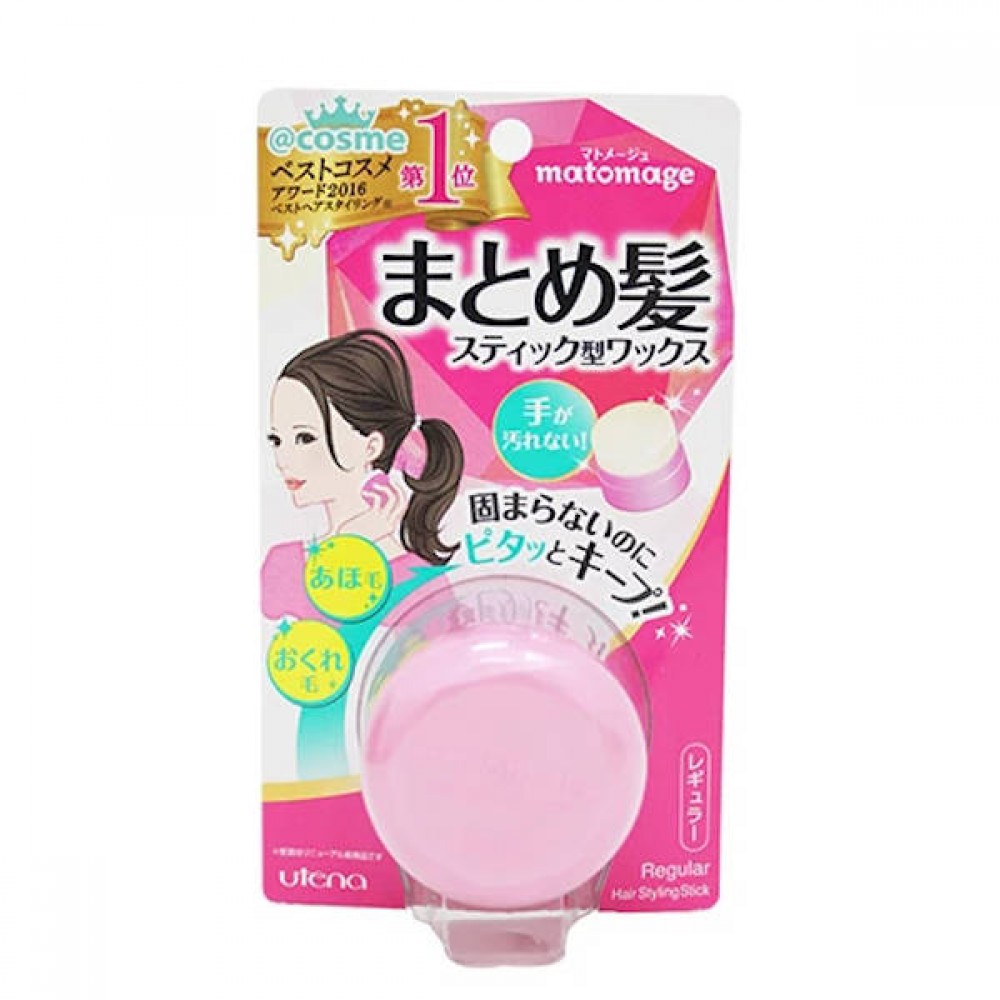 @cosme
ベストコスメ
アワード2016
ベストヘアスタイリング
第1位
マトメージュ
matomage
まとめ髪
スティック型ワックス
手が
汚れない!
固まらないのに
ピタッとキープ!
あほ毛
おくれ
毛
レギュラー
Regular
Hair Styling Stick
utena